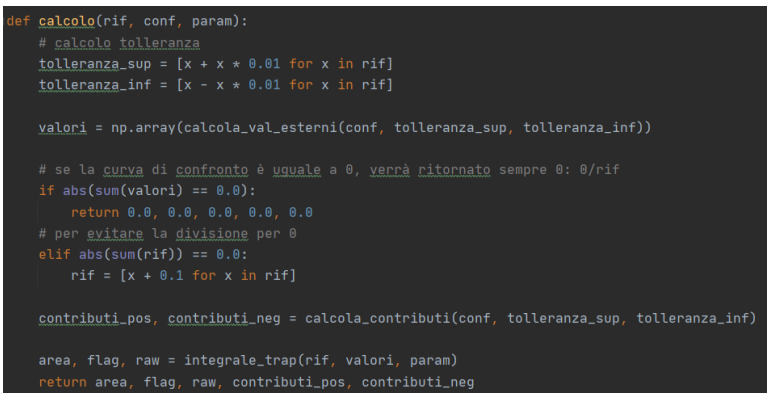 def calcolo(rif, conf, param):
    # calcolo tolleranza
    tolleranza_sup = [x + x * 0.01 for x in rif]
    tolleranza_inf = [x - x * 0.01 for x in rif]

    valori = np.array(calcola_val_esterni(conf, tolleranza_sup, tolleranza_inf))

    # se la curva di confronto è uguale a 0, verrà ritornato sempre 0: 0/rif
    if abs(sum(valori) == 0.0):
        return 0.0, 0.0, 0.0, 0.0, 0.0
    # per evitare la divisione per 0
    elif abs(sum(rif)) == 0.0:
        rif = [x + 0.1 for x in rif]

    contributi_pos, contributi_neg = calcola_contributi(conf, tolleranza_sup, tolleranza_inf)

    area, flag, raw = integrale_trap(rif, valori, param)
    return area, flag, raw, contributi_pos, contributi_neg